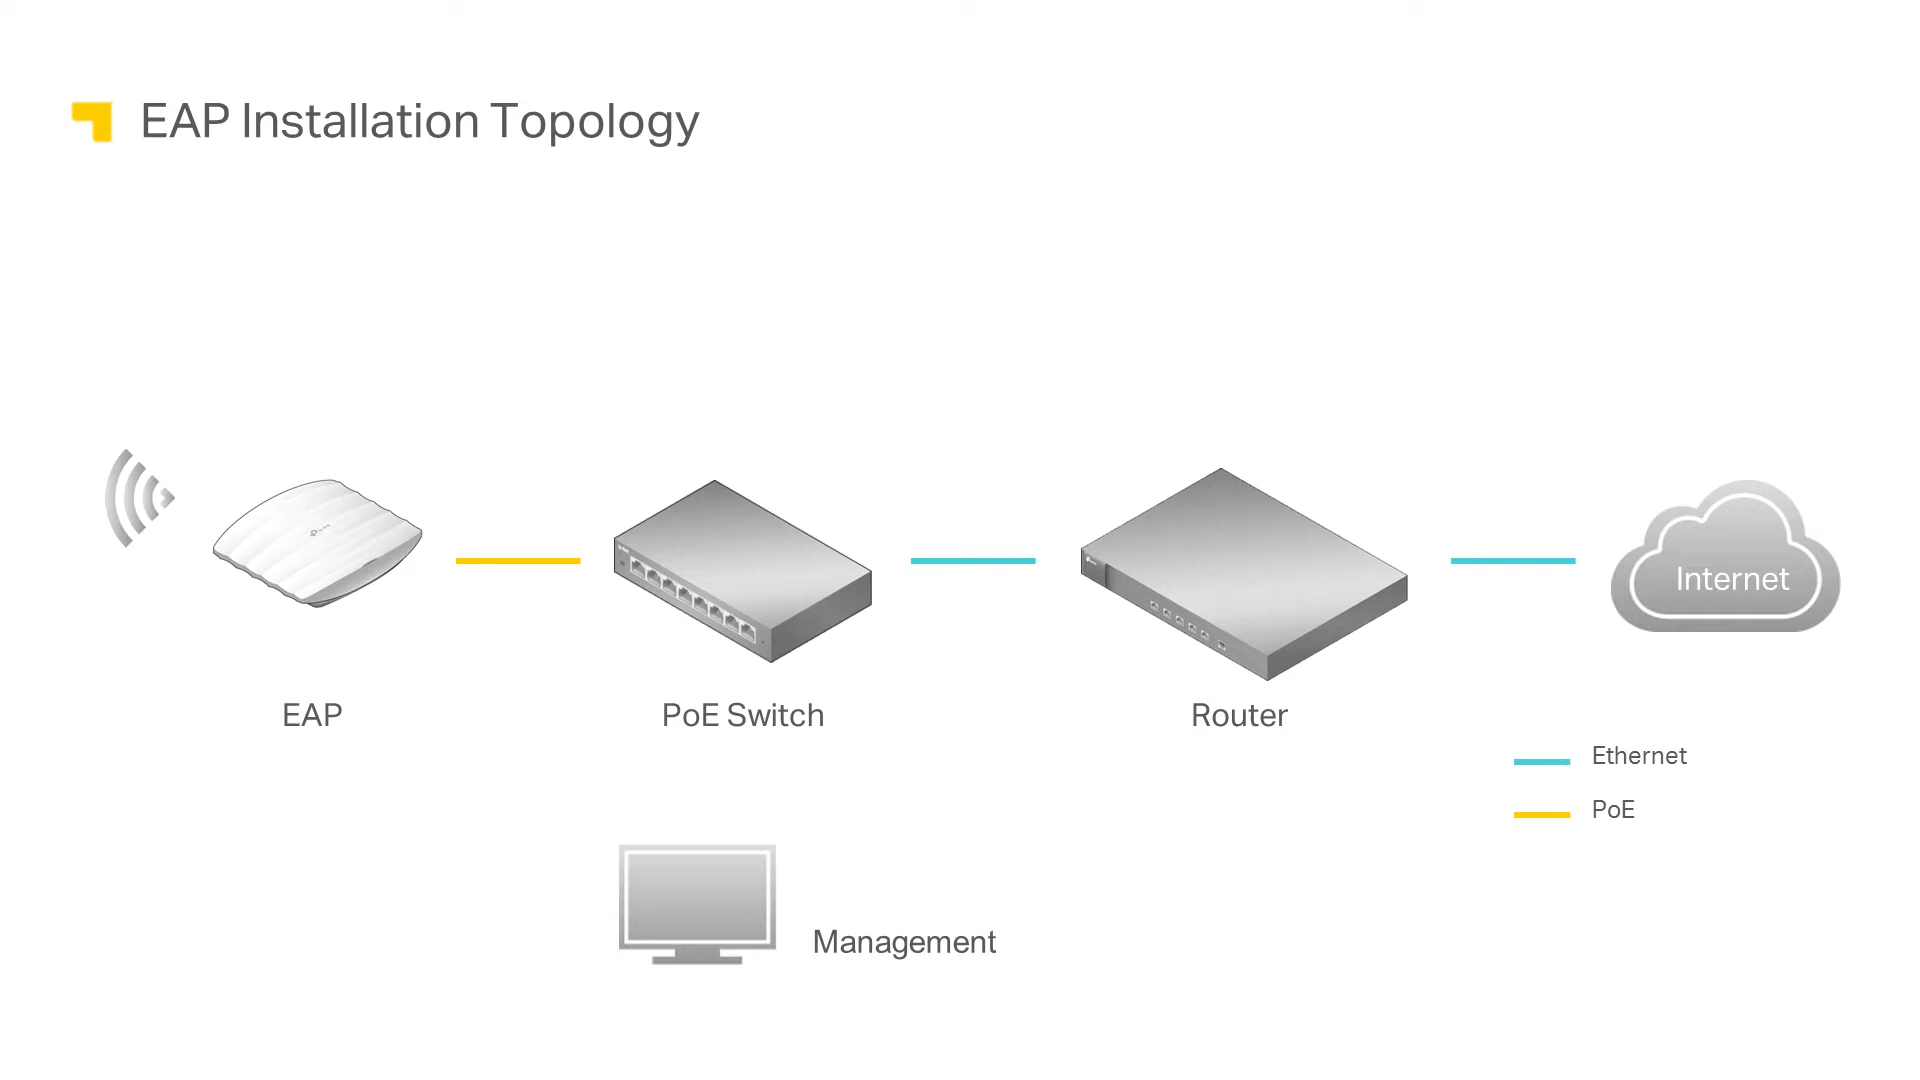 EAP Installation Topology
Internet
EAP
PoE Switch
Router
Ethernet
PoE
Management